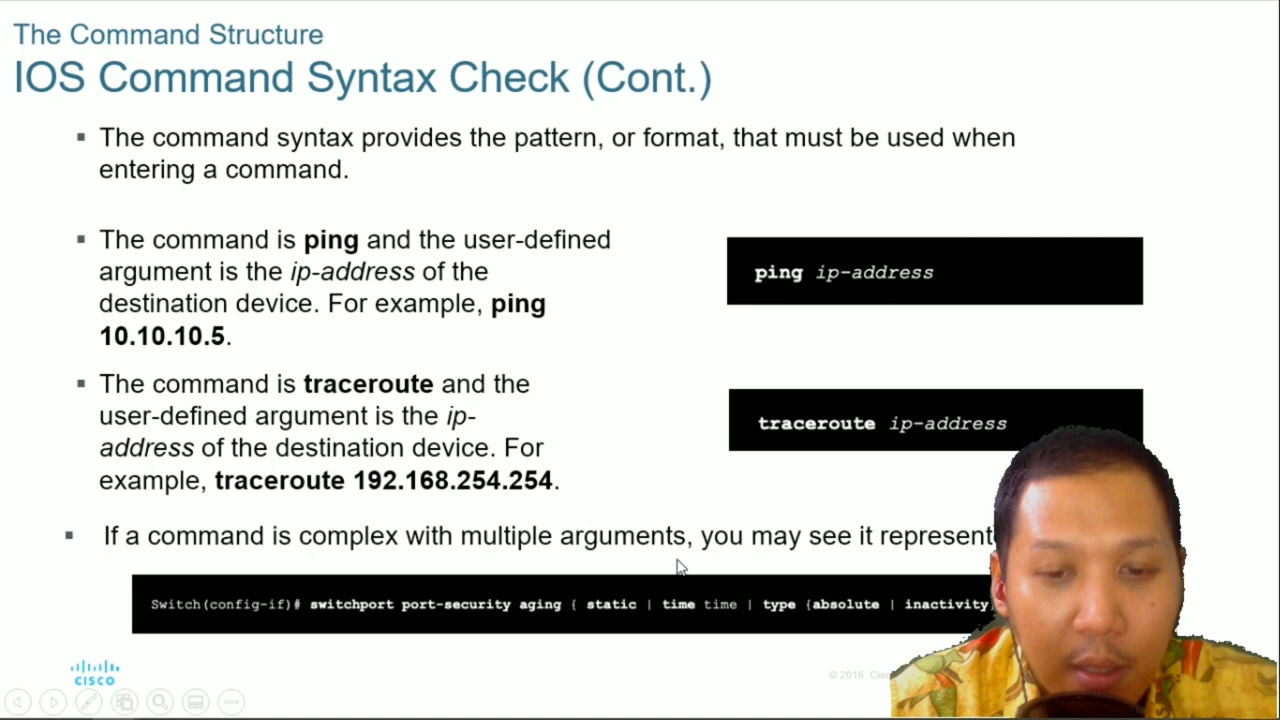 The Command Structure
IOS Command Syntax Check (Cont.)
▪ The command syntax provides the pattern, or format, that must be used when
entering a command.
▪ The command is ping and the user-defined
argument is the ip-address of the
destination device. For example, ping
10.10.10.5.
ping ip-address
▪ The command is traceroute and the
user-defined argument is the ip-
address of the destination device. For
example, traceroute 192.168.254.254.
traceroute ip-address
▪ If a command is complex with multiple arguments, you may see it
Switch(config-if)# switchport port-security aging { static | time time | type {absolute | inactivity
CISCO
© 2016